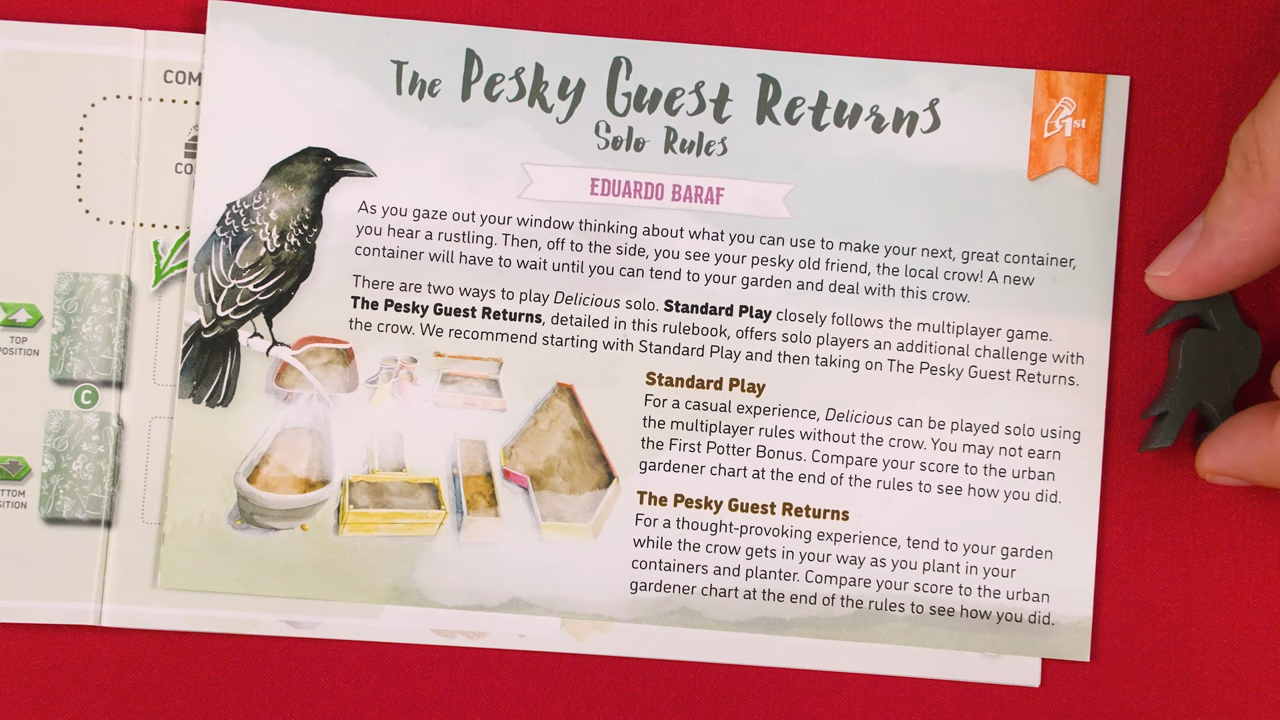 COM
CO
TOP
POSITION
C
The Pesky Guest Returns
Solo Rules
1st
EDUARDO BARAF
As you gaze out your window thinking about what you can use to make your next, great container,
you hear a rustling. Then, off to the side, you see your pesky old friend, the local crow! A new
container will have to wait until you can tend to your garden and deal with this crow.
There are two ways to play Delicious solo. Standard Play closely follows the multiplayer game.
The Pesky Guest Returns, detailed in this rulebook, offers solo players an additional challenge with
the crow. We recommend starting with Standard Play and then taking on The Pesky Guest Returns.
Standard Play
For a casual experience, Delicious can be played solo using
the multiplayer rules without the crow. You may not earn
the First Potter Bonus. Compare your score to the urban
gardener chart at the end of the rules to see how you did.
The Pesky Guest Returns
For a thought-provoking experience, tend to your garden
while the crow gets in your way as you plant in your
containers and planter. Compare your score to the urban
gardener chart at the end of the rules to see how you did.
TTOM
SITION